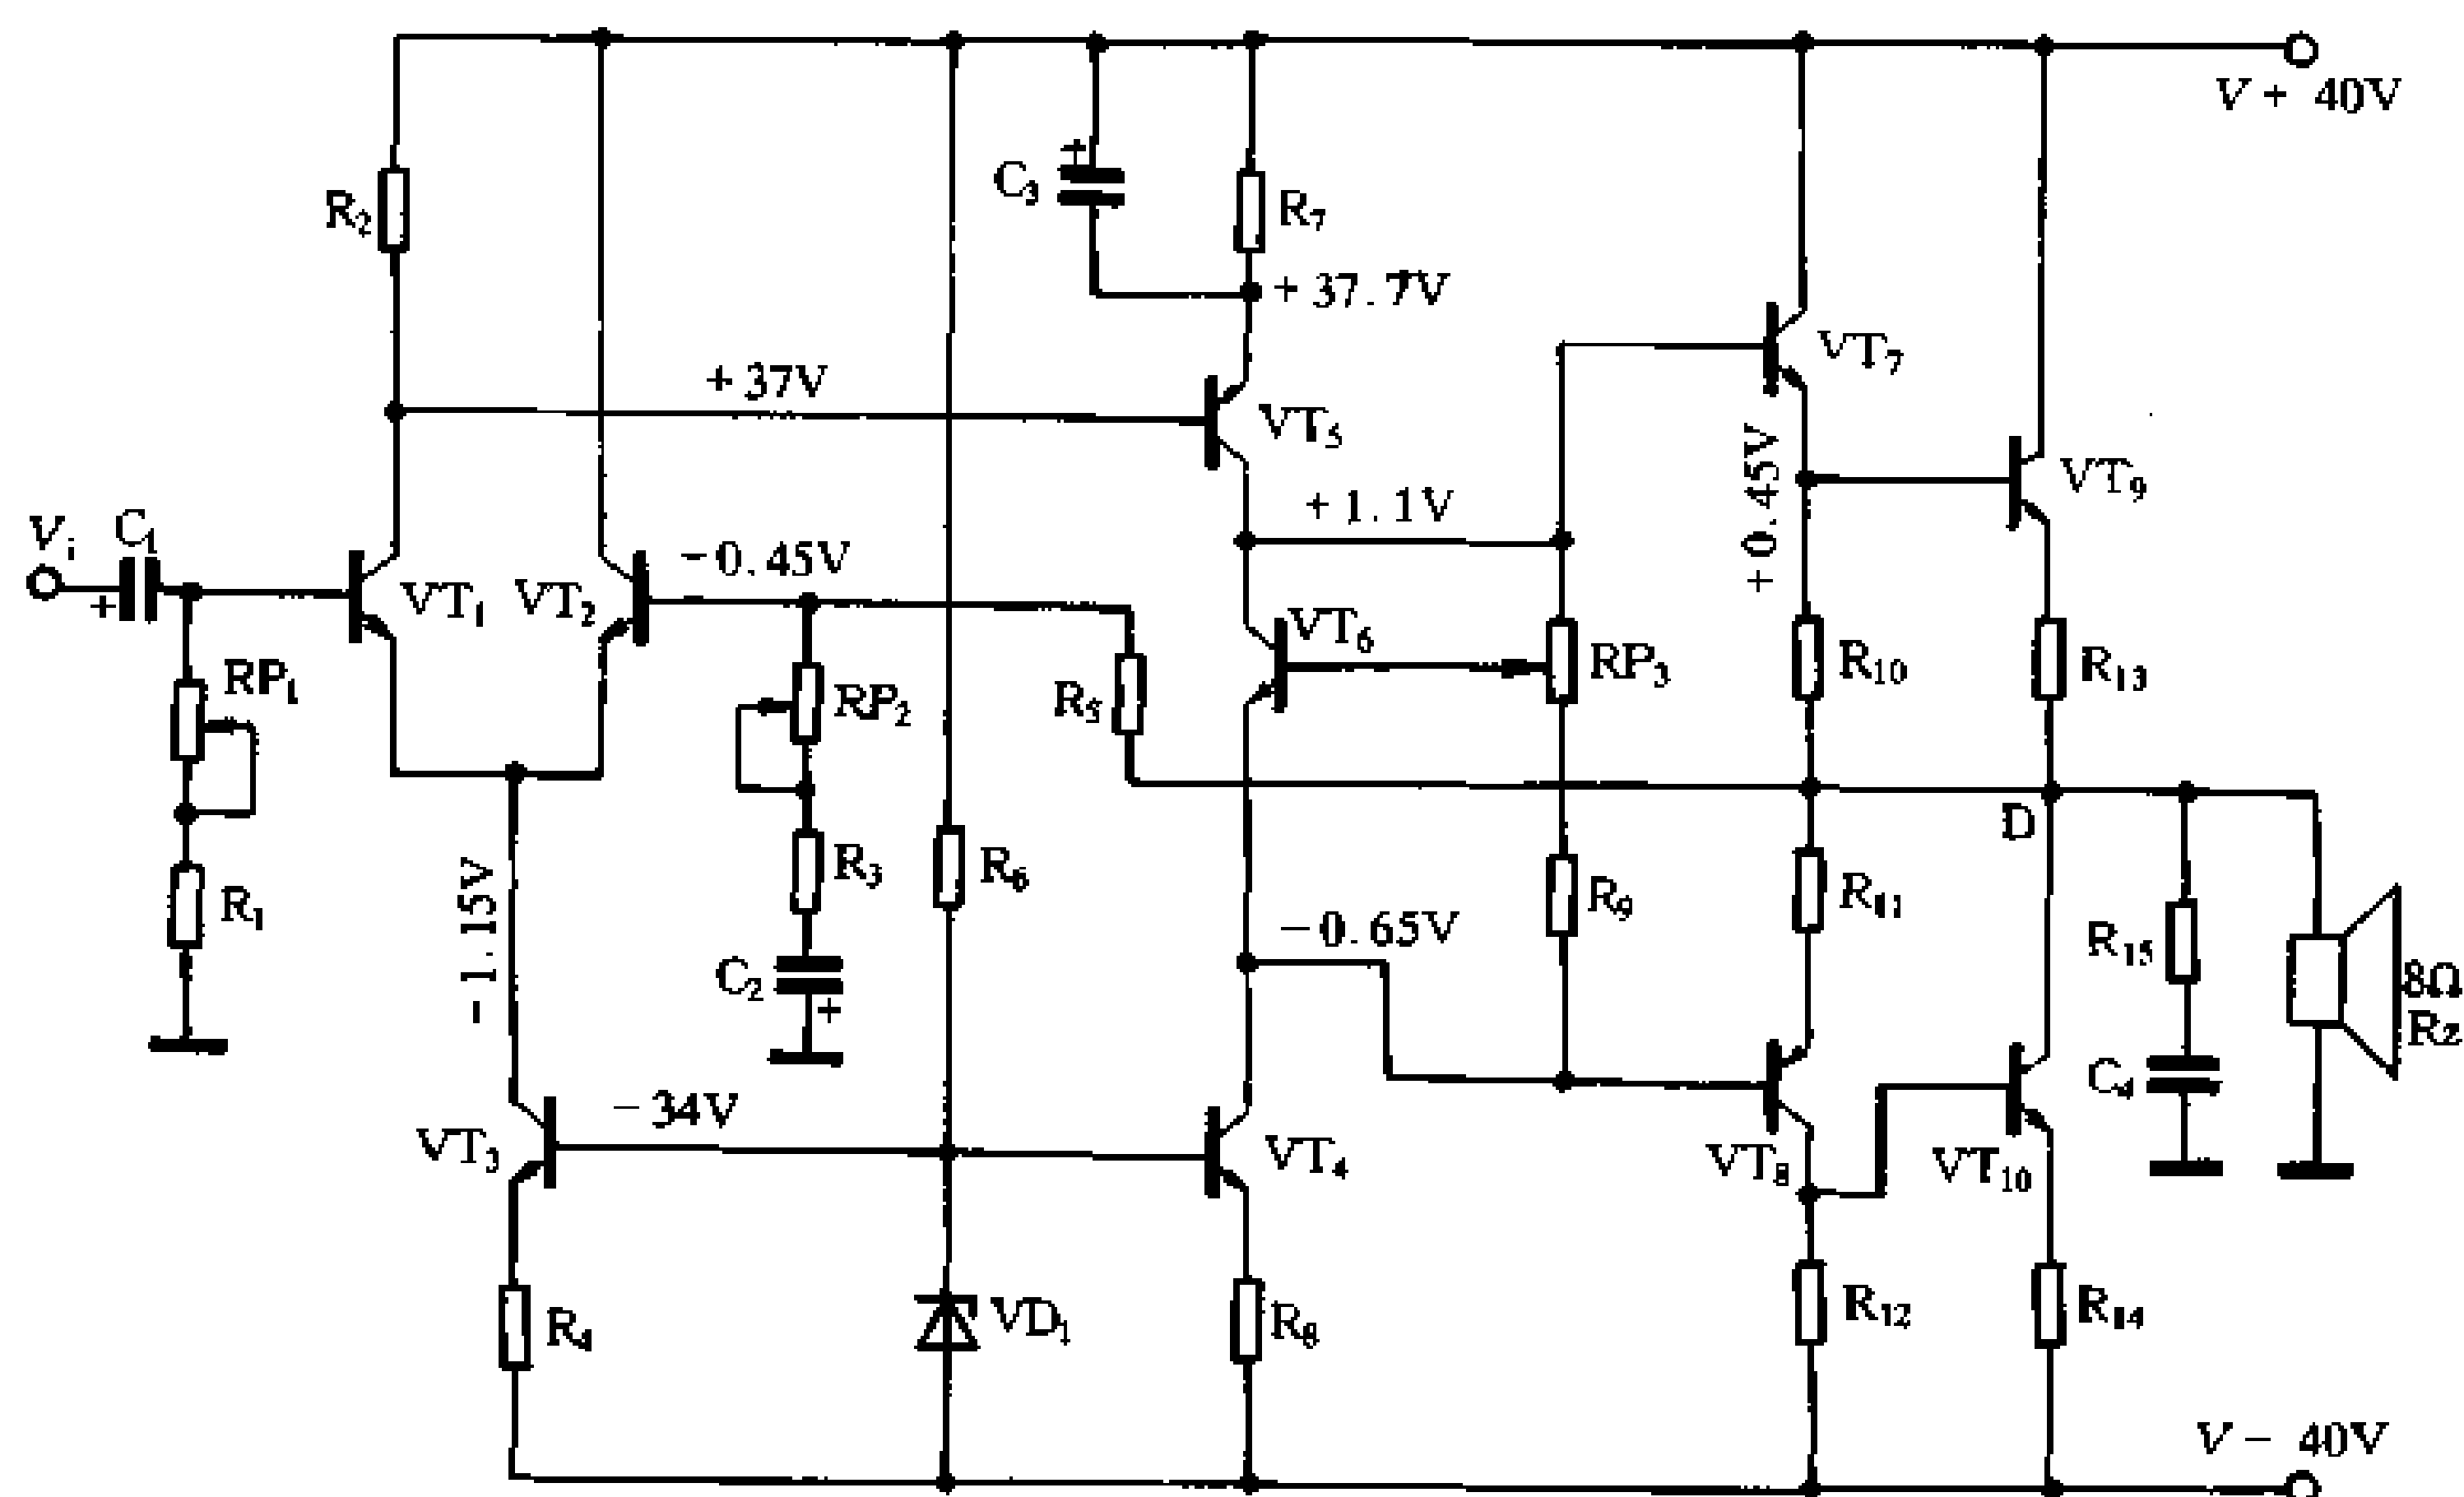 V+ 40V
C₃
R₂
R₇
+37.7V
VT₇
+37V
VT₅
+0.45V
VT₉
+1.1V
Vᵢ
C₁
-0.45V
VT₁
VT₂
VT₆
RP₁
RP₂
R₅
RP₃
R₁₀
R₁₃
D
R₃
R₆
R₁
-1.15V
R₉
R₁₁
-0.65V
R₁₅
8Ω
C₂
Rz
C₄
-34V
VT₃
VT₄
VT₈
VT₁₀
R₄
VD₁
R₈
R₁₂
R₁₄
V- 40V